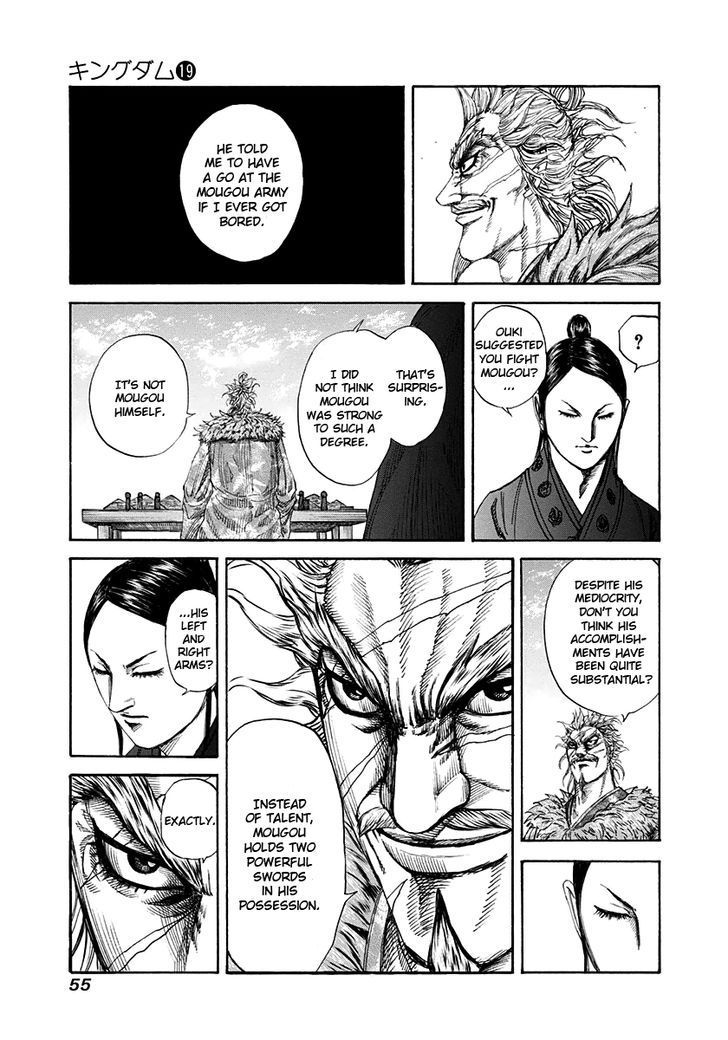 キングダム19
HE TOLD
ME TO HAVE
A GO AT THE
MOUGOU ARMY
IF I EVER GOT
BORED.
?
OUKI
SUGGESTED
YOU FIGHT
MOUGOU?
...
THAT'S
SURPRIS-
ING.
I DID
NOT THINK
MOUGOU
WAS STRONG
TO SUCH A
DEGREE.
IT'S NOT
MOUGOU
HIMSELF.
DESPITE HIS
MEDIOCRITY,
DON'T YOU
THINK HIS
ACCOMPLISH-
MENTS HAVE
BEEN QUITE
SUBSTANTIAL?
INSTEAD
OF TALENT,
MOUGOU
HOLDS TWO
POWERFUL
SWORDS
IN HIS
POSSESSION.
...HIS
LEFT
AND
RIGHT
ARMS?
EXACTLY.
55